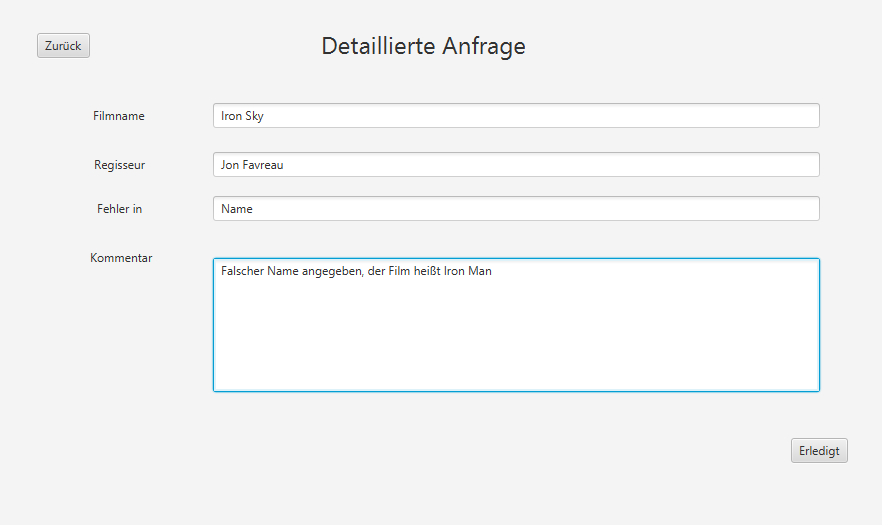 Zurück
Detaillierte Anfrage
Filmname
Iron Sky
Regisseur
Jon Favreau
Fehler in
Name
Kommentar
Falscher Name angegeben, der Film heißt Iron Man
Erledigt